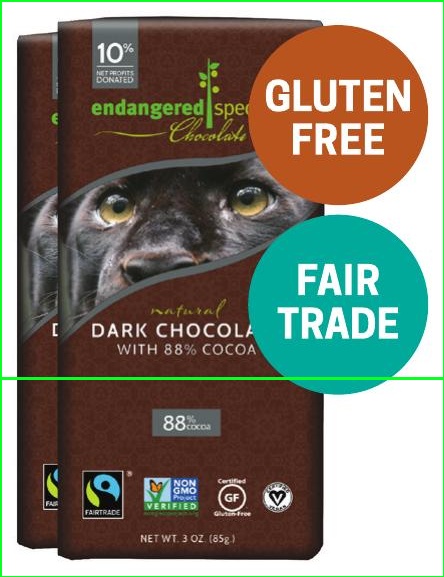 10%
NET PROFITS
DONATED
endangered spec
Chocolate
GLUTEN
FREE
FAIR
TRADE
natural
DARK CHOCOLA
WITH 88% COCOA
88% cocoa
FAIRTRADE
NON
GMO
Project
VERIFIED
Certified
GF
Gluten-Free
NET WT. 3 OZ. (85g.)